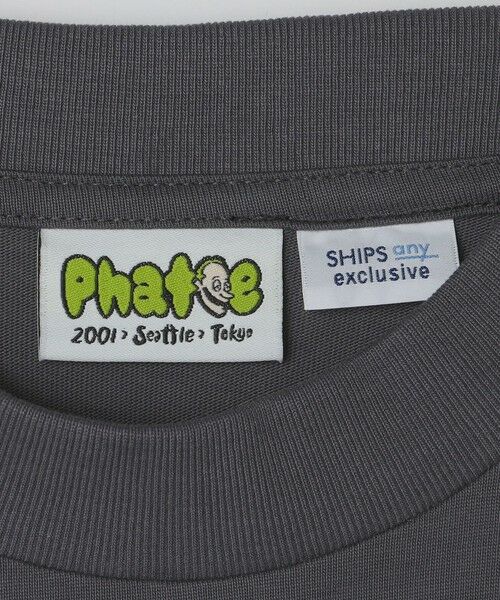 Phatee
2001 > Seattle > Tokyo
SHIPS any
exclusive